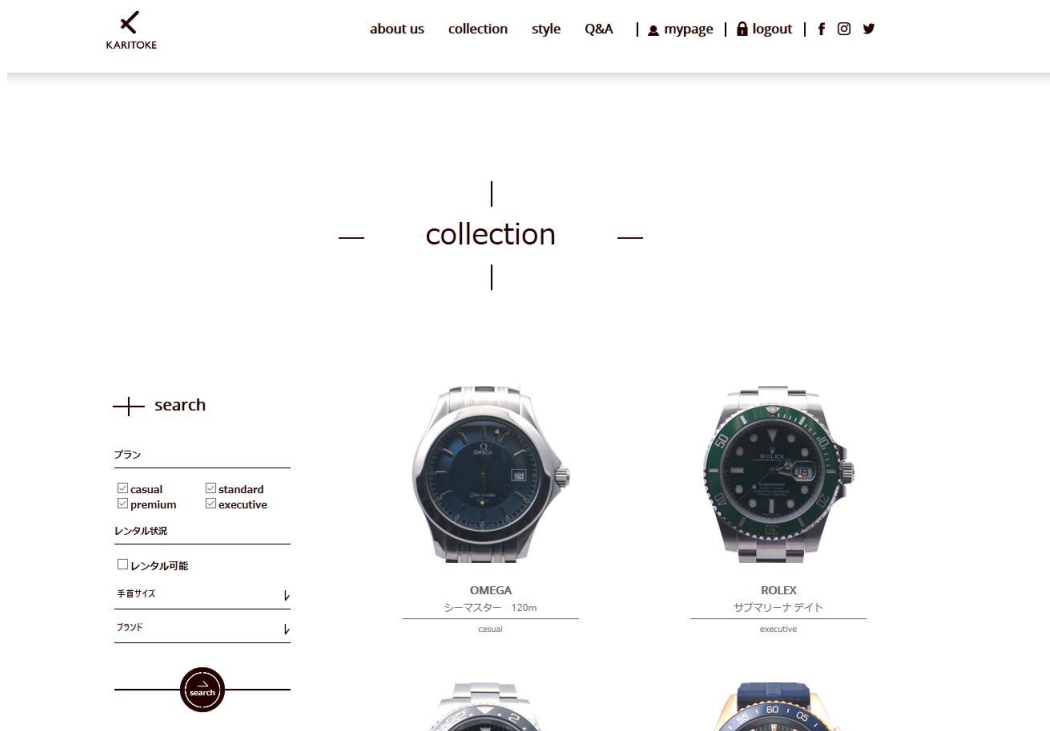 KARITOKE
about us collection style Q&A mypage logout
collection
search
プラン
casual standard
premium executive
レンタル状況
レンタル可能
手首サイズ
ブランド
search
OMEGA
シーマスター 120m
casual
ROLEX
サブマリーナ デイト
executive